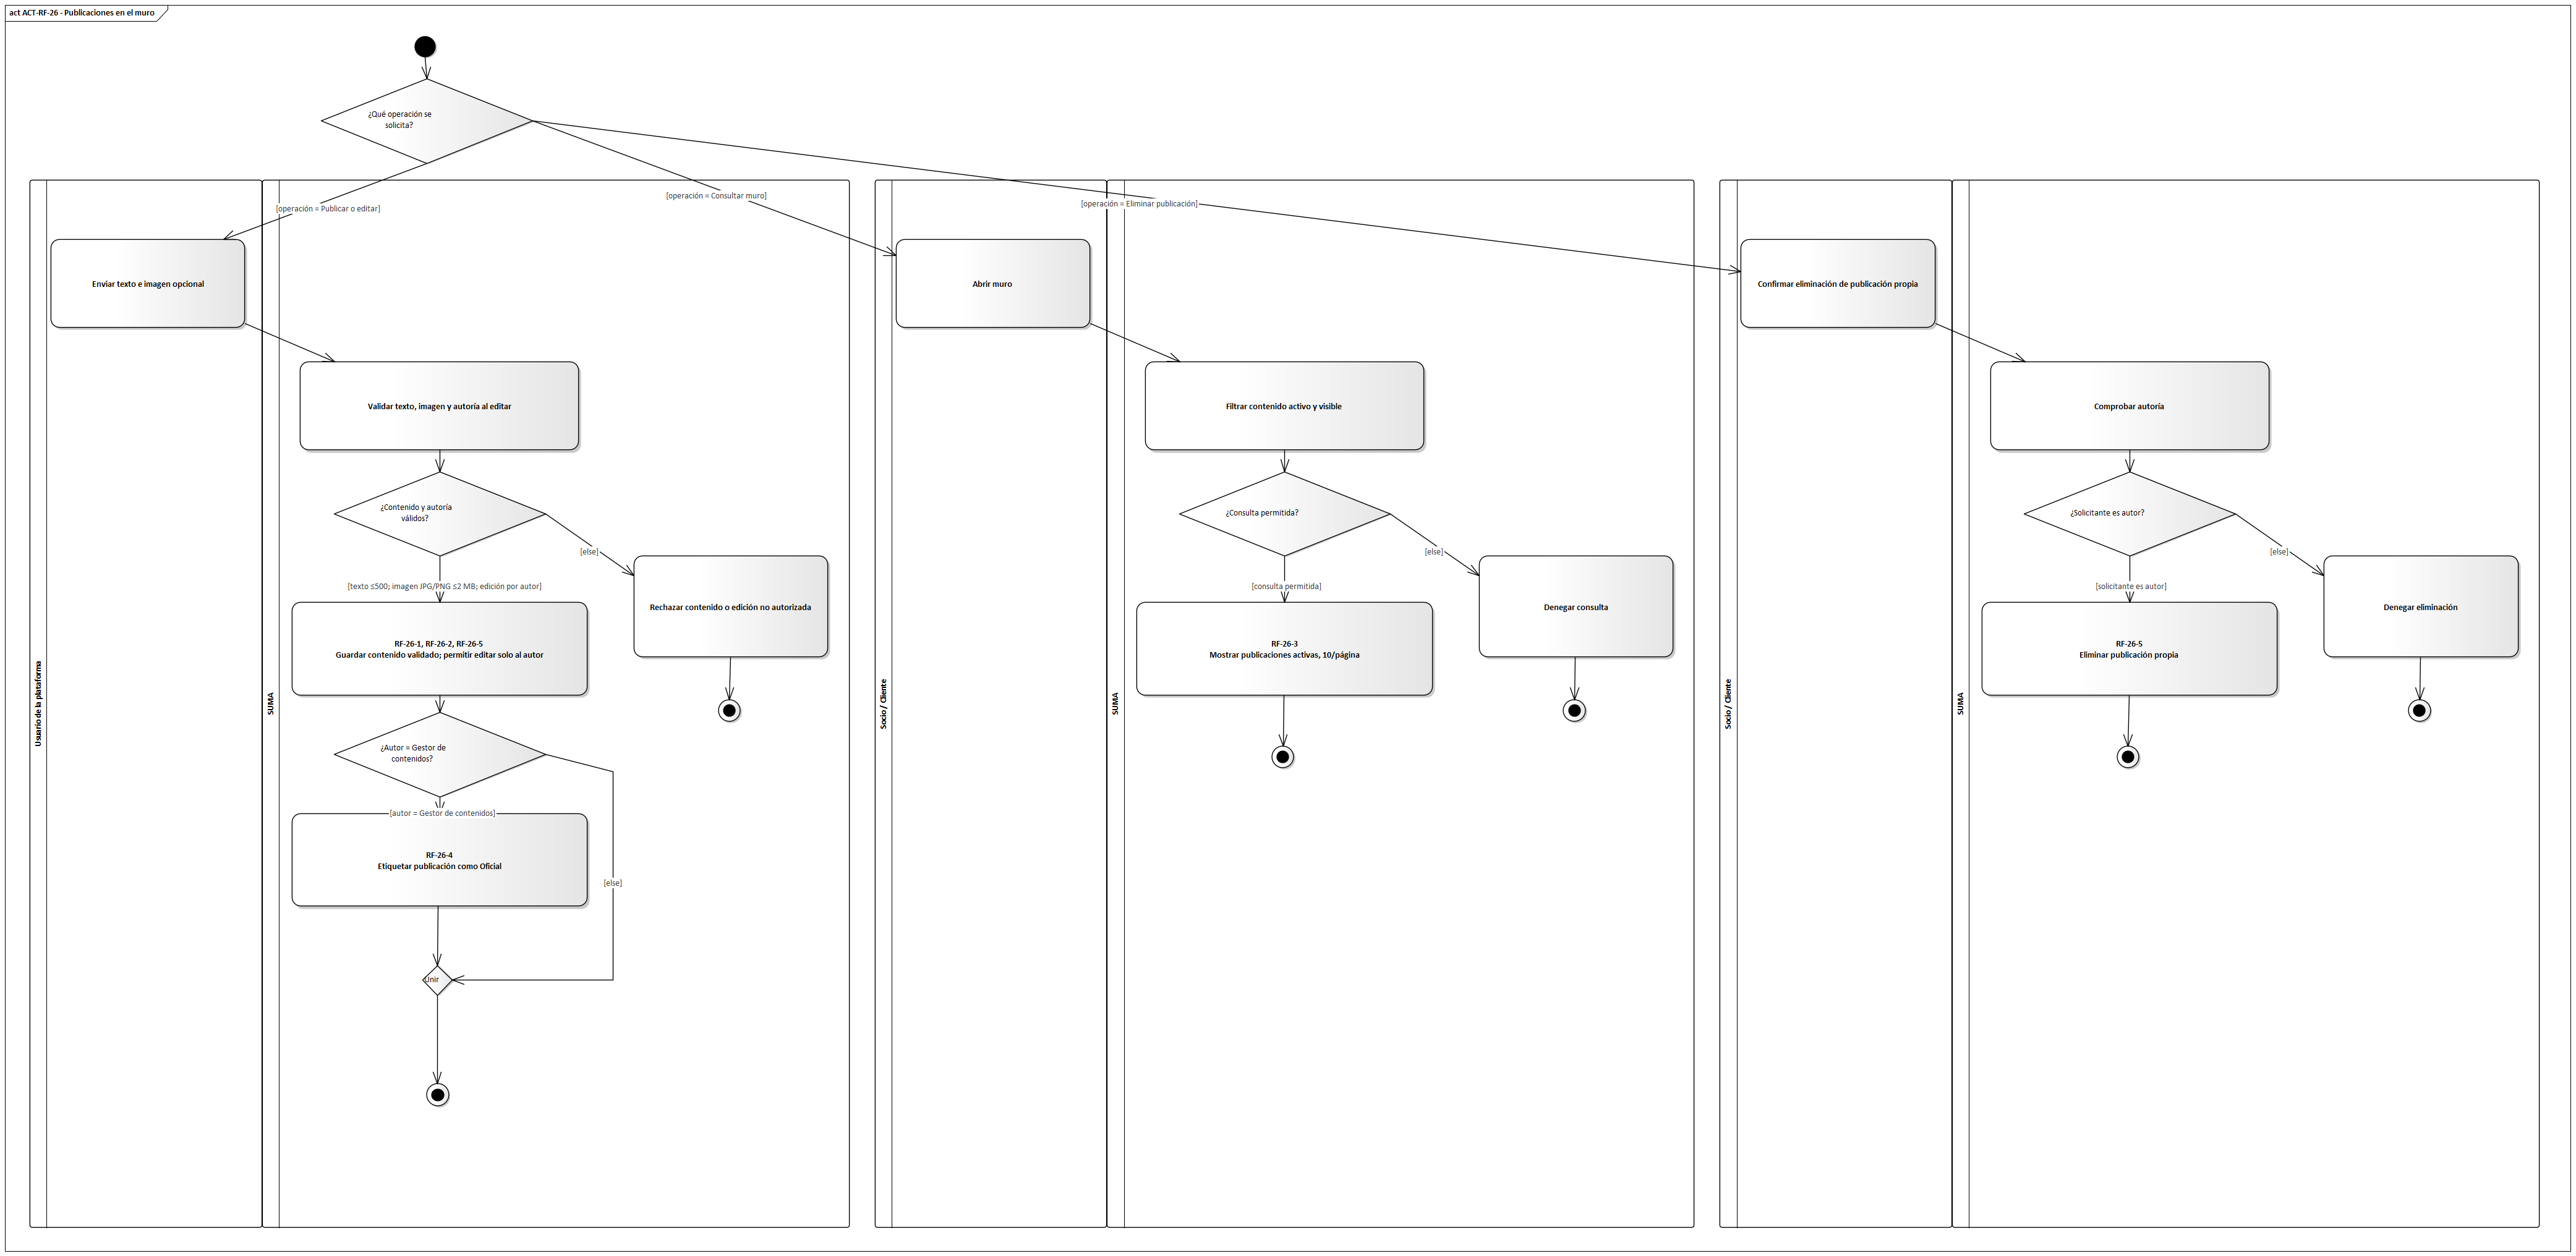 act ACT-RF-26 - Publicaciones en el muro
¿Qué operación se
solicita?
[operación = Publicar o editar]
[operación = Consultar muro]
[operación = Eliminar publicación]
Usuario de la plataforma
Enviar texto e imagen opcional
SUMA
Validar texto, imagen y autoría al editar
¿Contenido y autoría
válidos?
[else]
[texto ≤500; imagen JPG/PNG ≤2 MB; edición por autor]
Rechazar contenido o edición no autorizada
RF-26-1, RF-26-2, RF-26-5
Guardar contenido validado; permitir editar solo al autor
¿Autor = Gestor de
contenidos?
[autor = Gestor de contenidos]
[else]
RF-26-4
Etiquetar publicación como Oficial
Unir
Socio / Cliente
Abrir muro
SUMA
Filtrar contenido activo y visible
¿Consulta permitida?
[else]
[consulta permitida]
Denegar consulta
RF-26-3
Mostrar publicaciones activas, 10/página
Socio / Cliente
Confirmar eliminación de publicación propia
SUMA
Comprobar autoría
¿Solicitante es autor?
[else]
[solicitante es autor]
Denegar eliminación
RF-26-5
Eliminar publicación propia